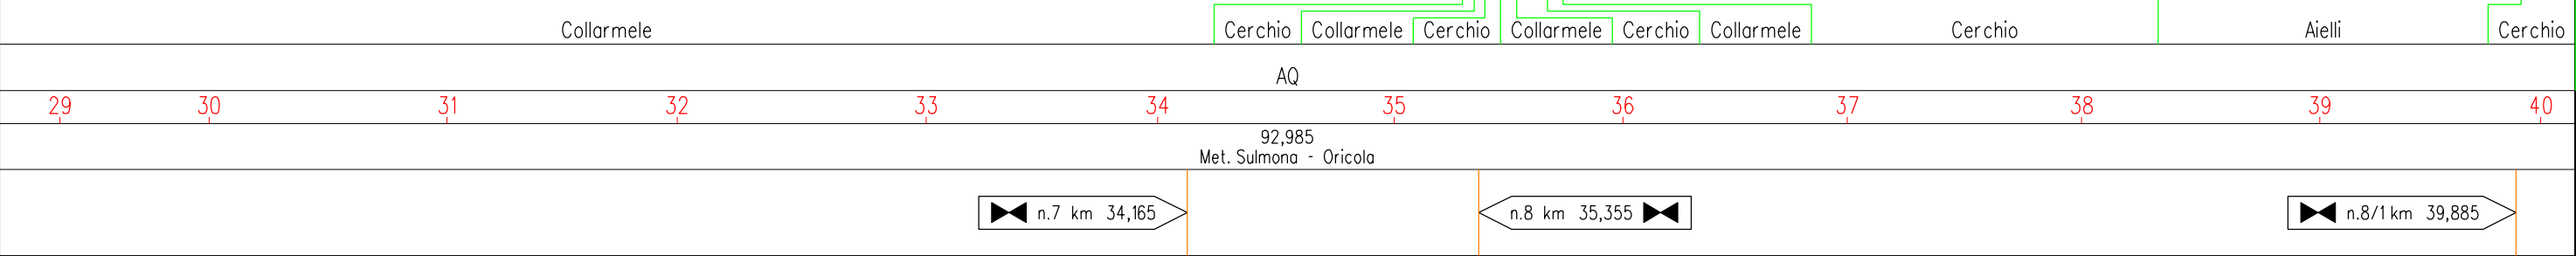 Collarmele Cerchio Collarmele Cerchio Collarmele Cerchio Collarmele Cerchio Aielli Cerchio
AQ
29 30 31 32 33 34 35 36 37 38 39 40
92,985
Met. Sulmona - Oricola
n.7 km 34,165 n.8 km 35,355 n.8/1 km 39,885